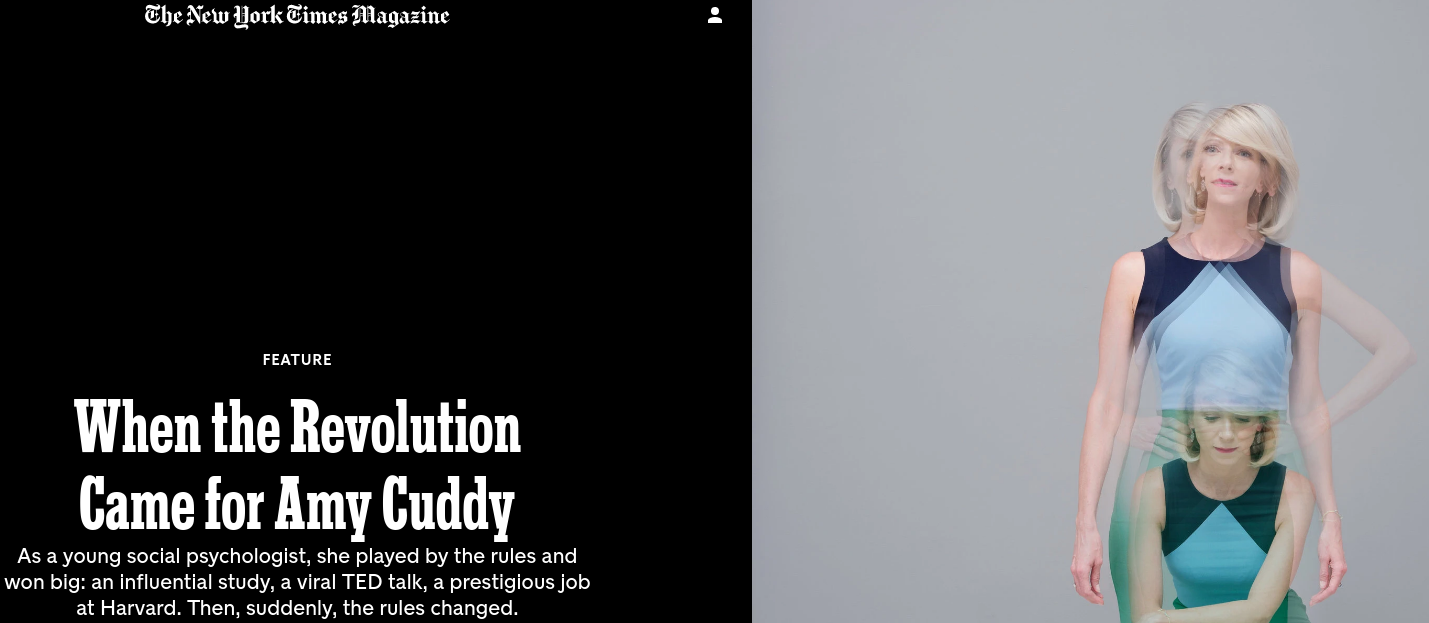 The New York Times Magazine
FEATURE
When the Revolution
Came for Amy Cuddy
As a young social psychologist, she played by the rules and
won big: an influential study, a viral TED talk, a prestigious job
at Harvard. Then, suddenly, the rules changed.